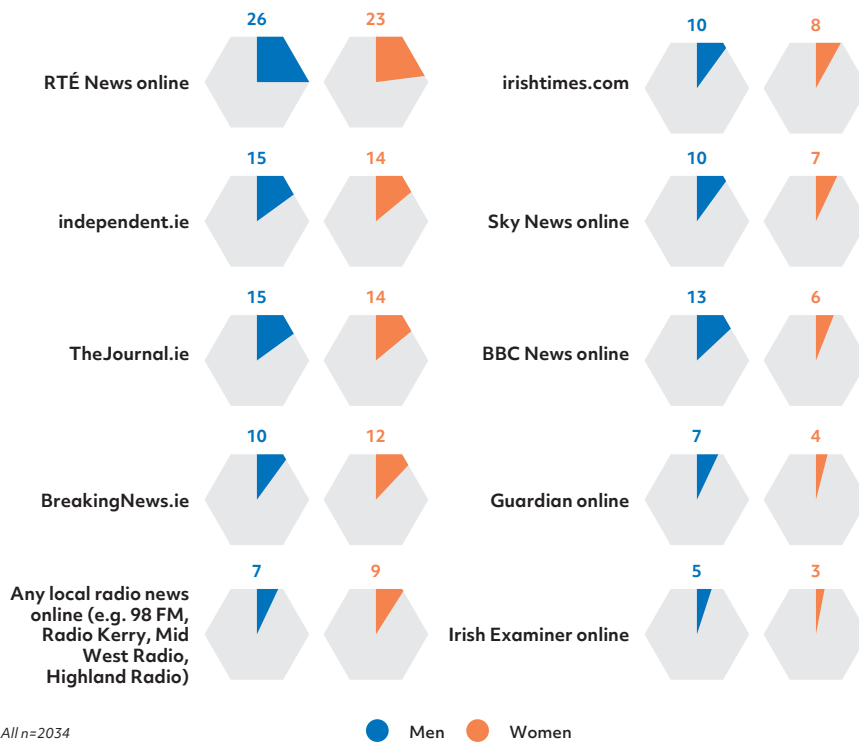 26 23
RTÉ News online
15 14
independent.ie
15 14
TheJournal.ie
10 12
BreakingNews.ie
7 9
Any local radio news
online (e.g. 98 FM,
Radio Kerry, Mid
West Radio,
Highland Radio)
10 8
irishtimes.com
10 7
Sky News online
13 6
BBC News online
7 4
Guardian online
5 3
Irish Examiner online
All n=2034
Men Women